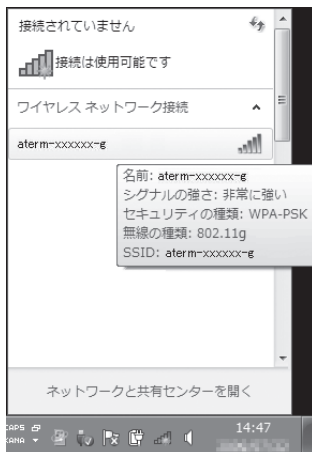 接続されていません
接続は使用可能です
ワイヤレス ネットワーク接続
aterm-xxxxxx-g
名前: aterm-xxxxxx-g
シグナルの強さ: 非常に強い
セキュリティの種類: WPA-PSK
無線の種類: 802.11g
SSID: aterm-xxxxxx-g
ネットワークと共有センターを開く
CAPS
KANA
14:47